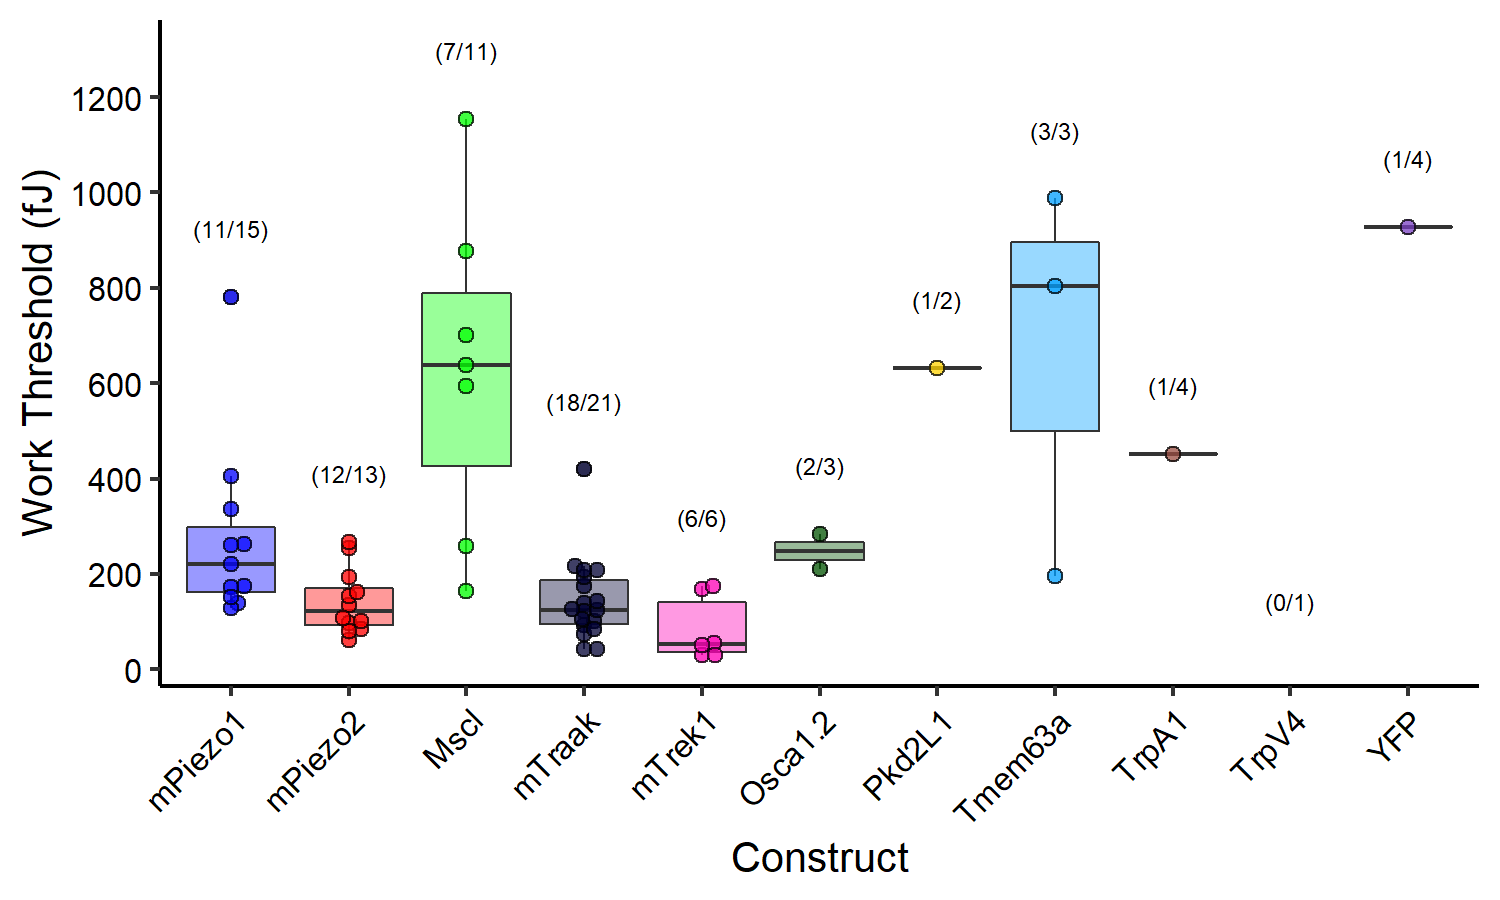 (7/11)
1200
(3/3)
(1/4)
1000
(11/15)
800
(1/2)
600
(18/21)
(1/4)
(12/13)
(2/3)
400
(6/6)
200
(0/1)
0
Work Threshold (fJ)
mPiezo1
mPiezo2
Mscl
mTraak
mTrek1
Osca1.2
Pkd2L1
Tmem63a
TrpA1
TrpV4
YFP
Construct